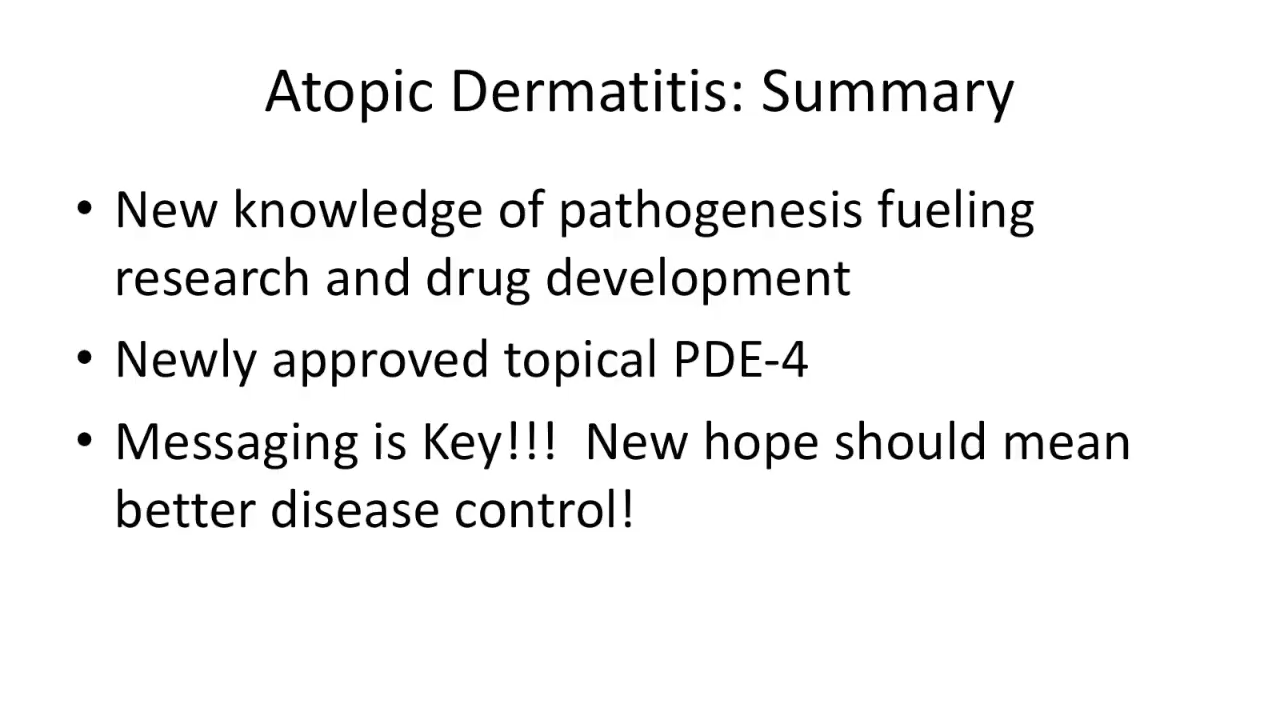 Atopic Dermatitis: Summary
• New knowledge of pathogenesis fueling
research and drug development
• Newly approved topical PDE-4
• Messaging is Key!!!  New hope should mean
better disease control!